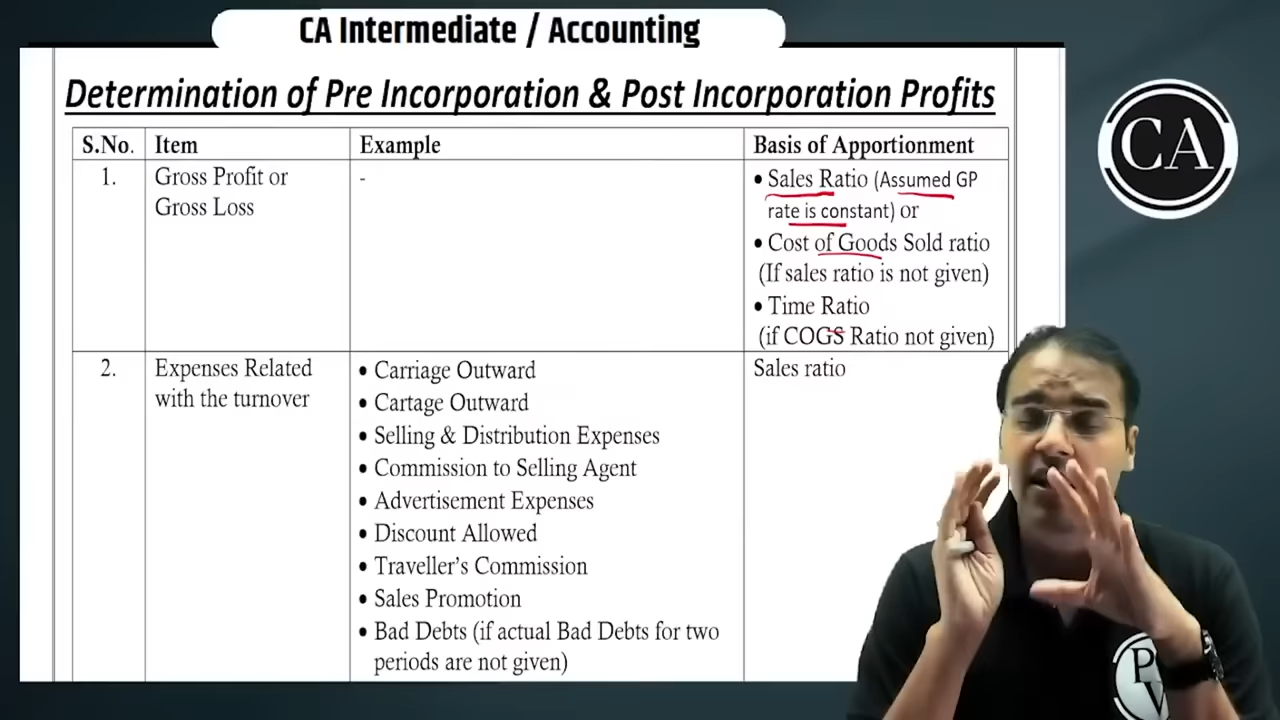 CA Intermediate / Accounting
Determination of Pre Incorporation & Post Incorporation Profits
S.No. Item Example Basis of Apportionment
1. Gross Profit or Gross Loss - • Sales Ratio (Assumed GP
rate is constant) or
• Cost of Goods Sold ratio
(If sales ratio is not given)
• Time Ratio
(if COGS Ratio not given)
2. Expenses Related
with the turnover
• Carriage Outward
• Cartage Outward
• Selling & Distribution Expenses
• Commission to Selling Agent
• Advertisement Expenses
• Discount Allowed
• Traveller's Commission
• Sales Promotion
• Bad Debts (if actual Bad Debts for two
periods are not given)
Sales ratio
CA
P
V